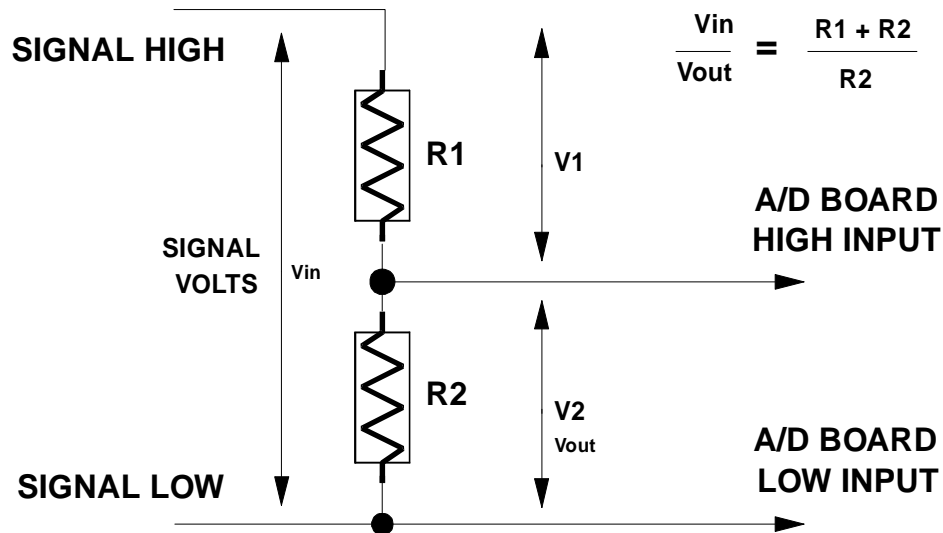 SIGNAL HIGH
Vin
Vout
=
R1 + R2
R2
R1
V1
A/D BOARD
HIGH INPUT
SIGNAL
VOLTS
Vin
R2
V2
Vout
A/D BOARD
LOW INPUT
SIGNAL LOW